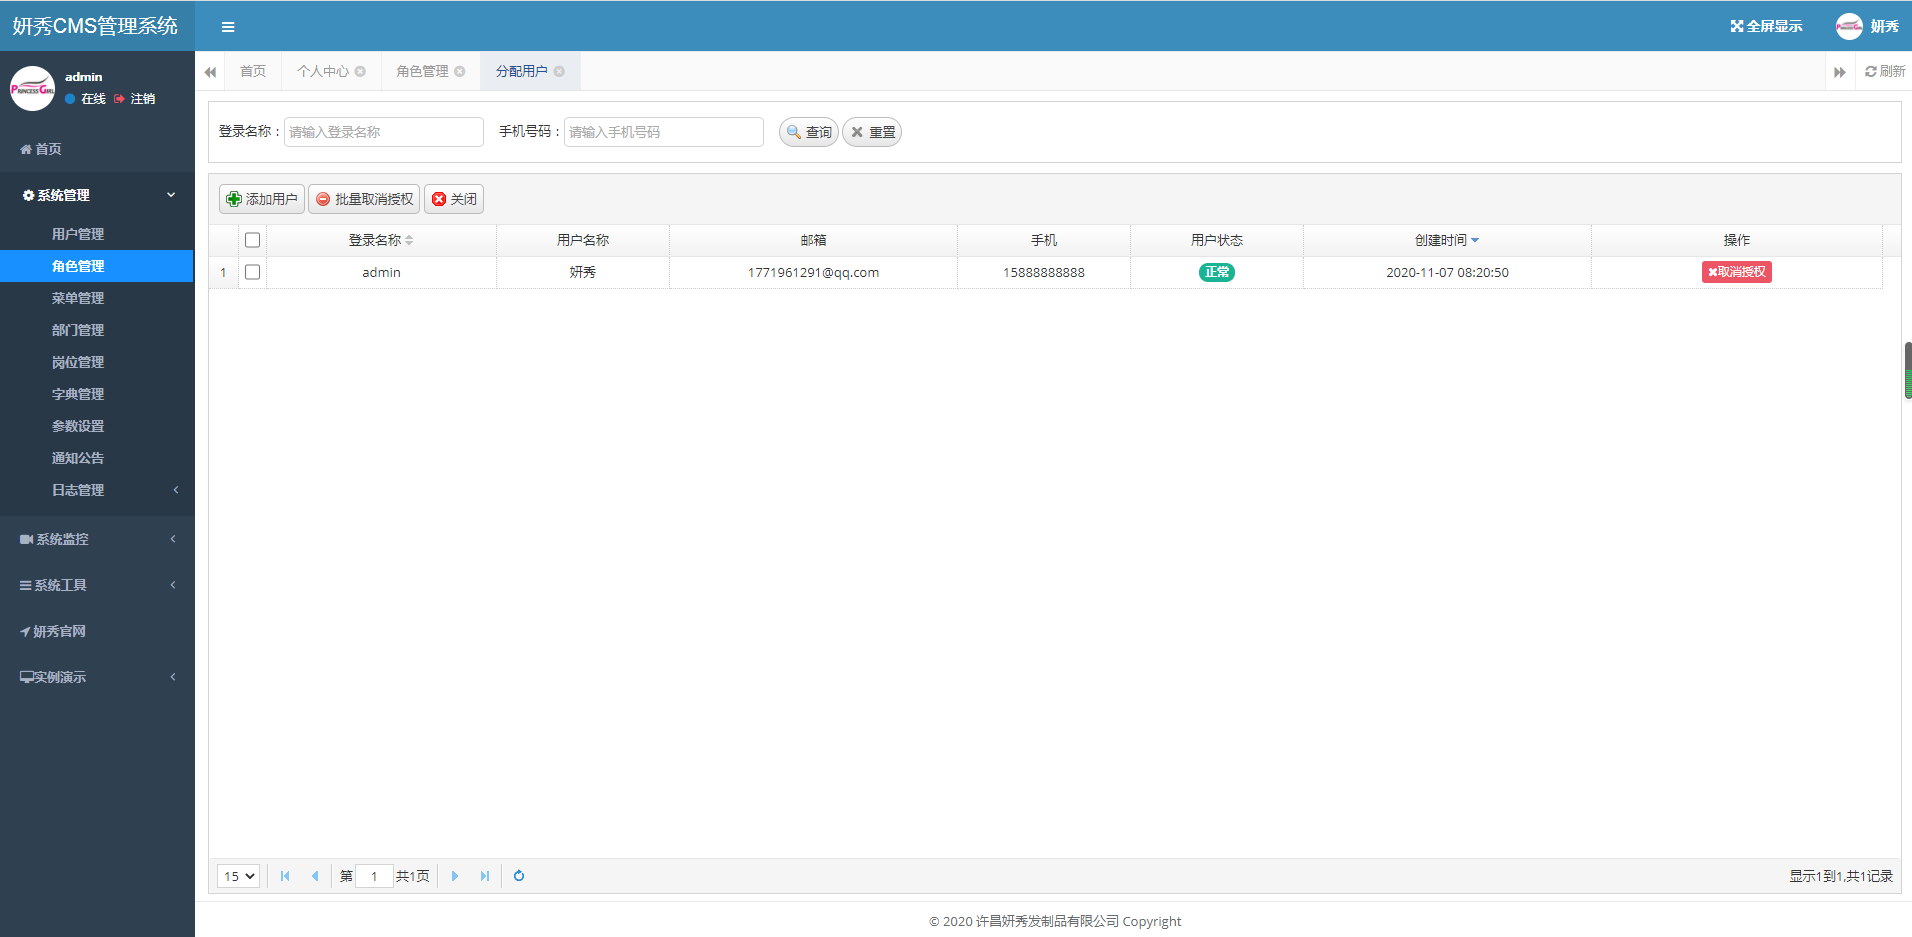 妍秀CMS管理系统
全屏显示
妍秀
PRINCESS GIRL
admin
在线 注销
首页 个人中心 角色管理 分配用户 刷新
首页
系统管理
用户管理
角色管理
菜单管理
部门管理
岗位管理
字典管理
参数设置
通知公告
日志管理
系统监控
系统工具
妍秀官网
实例演示
登录名称：请输入登录名称 手机号码：请输入手机号码 查询 重置
添加用户 批量取消授权 关闭
登录名称 用户名称 邮箱 手机 用户状态 创建时间 操作
1 admin 妍秀 1771961291@qq.com 15888888888 正常 2020-11-07 08:20:50 取消授权
15 第 1 共1页 显示1到1,共1记录
© 2020 许昌妍秀发制品有限公司 Copyright